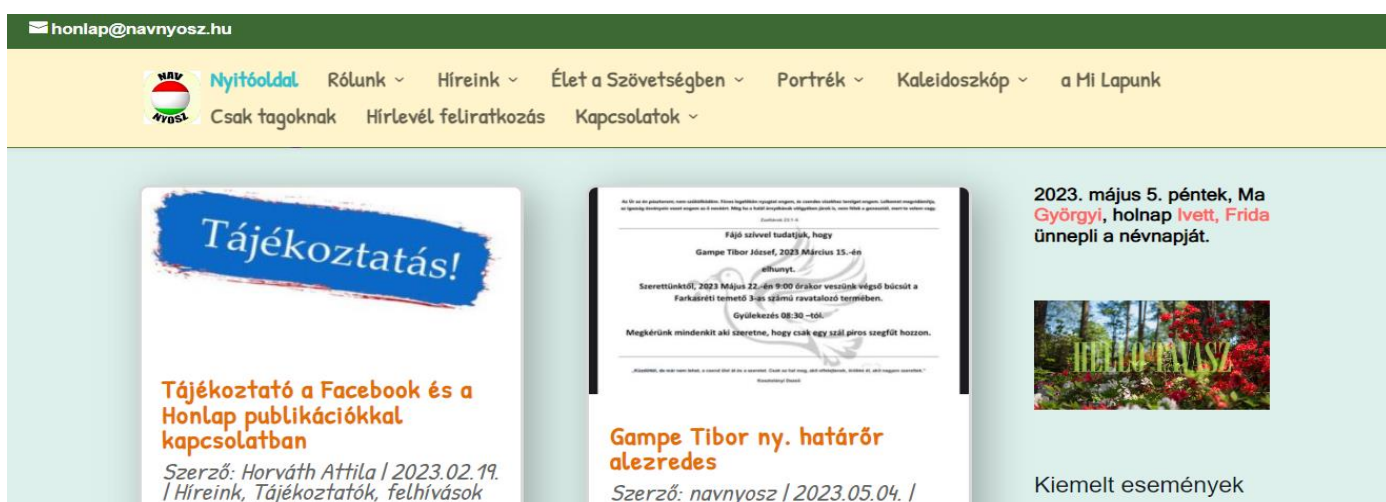 honlap@navnyosz.hu
NAV
NYOSZ
Nyitóoldal Rólunk Híreink Élet a Szövetségben Portrék Kaleidoszkóp a Mi Lapunk
Csak tagoknak Hírlevél feliratkozás Kapcsolatok
Tájékoztatás!
Tájékoztató a Facebook és a
Honlap publikációkkal
kapcsolatban
Szerző: Horváth Attila | 2023.02.19.
| Híreink, Tájékoztatók, felhívások
Fájó szívvel tudatjuk, hogy
Gampe Tibor József, 2023 Március 15.-én
elhunyt.
Szerettünktől, 2023 Május 22.-én 9:00 órakor veszünk végső búcsút a
Farkasréti temető 3-as számú ravatalozó termében.
Gyülekezés 08:30 –tól.
Megkérünk mindenkit aki szeretne, hogy csak egy szál piros szegfűt hozzon.
Gampe Tibor ny. határőr
alezredes
Szerző: navnyosz | 2023.05.04. |
2023. május 5. péntek, Ma
Györgyi, holnap Ivett, Frida
ünnepli a névnapját.
HELLO TAVASZ
Kiemelt események